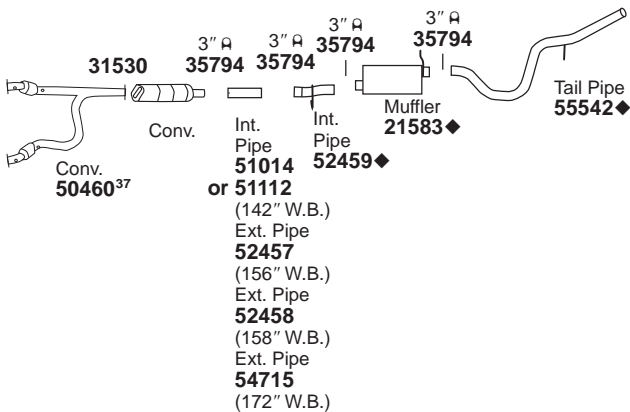 3″ 3″ 3″ 3″
31530 35794 35794 35794 35794
Conv.
50460³⁷
Conv.
Int.
Pipe
51014
or 51112
(142″ W.B.)
Ext. Pipe
52457
(156″ W.B.)
Ext. Pipe
52458
(158″ W.B.)
Ext. Pipe
54715
(172″ W.B.)
Int.
Pipe
52459◆
Muffler
21583◆
Tail Pipe
55542◆